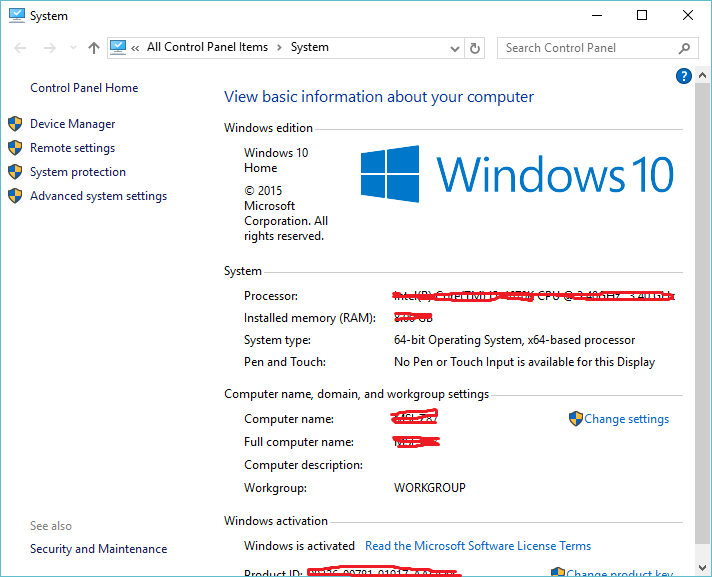 System
« All Control Panel Items > System
Search Control Panel
Control Panel Home
Device Manager
Remote settings
System protection
Advanced system settings
See also
Security and Maintenance
View basic information about your computer
Windows edition
Windows 10
Home
© 2015
Microsoft
Corporation. All
rights reserved.
Windows 10
System
Processor: CPU @
Installed memory (RAM): GB
System type: 64-bit Operating System, x64-based processor
Pen and Touch: No Pen or Touch Input is available for this Display
Computer name, domain, and workgroup settings
Computer name: Change settings
Full computer name:
Computer description:
Workgroup: WORKGROUP
Windows activation
Windows is activated Read the Microsoft Software License Terms
Product ID: Change product key